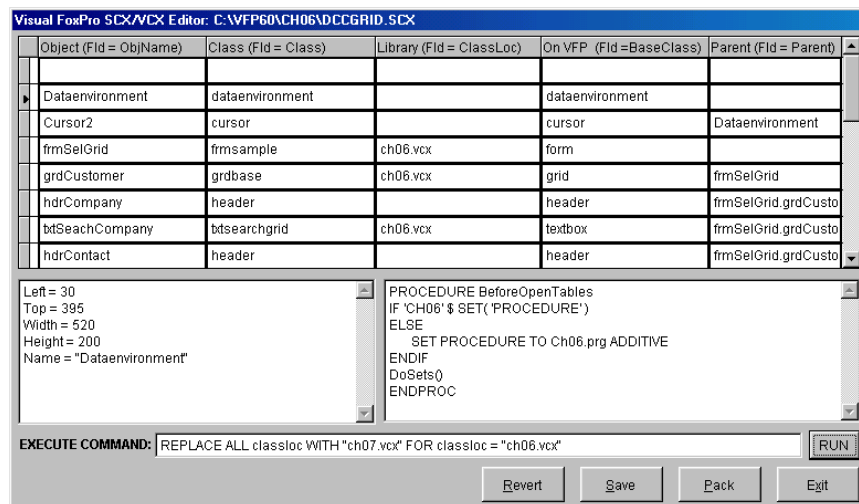 Visual FoxPro SCX/VCX Editor: C:\VFP60\CH06\DCCGRID.SCX
Object (Fld = ObjName) Class (Fld = Class) Library (Fld = ClassLoc) On VFP (Fld =BaseClass) Parent (Fld = Parent)
Dataenvironment dataenvironment dataenvironment
Cursor2 cursor cursor Dataenvironment
frmSelGrid frmsample ch06.vcx form
grdCustomer grdbase ch06.vcx grid frmSelGrid
hdrCompany header header frmSelGrid.grdCusto
txtSeachCompany txtsearchgrid ch06.vcx textbox frmSelGrid.grdCusto
hdrContact header header frmSelGrid.grdCusto
Left = 30
Top = 395
Width = 520
Height = 200
Name = "Dataenvironment"
PROCEDURE BeforeOpenTables
IF 'CH06' $ SET( 'PROCEDURE' )
ELSE
SET PROCEDURE TO Ch06.prg ADDITIVE
ENDIF
DoSets()
ENDPROC
EXECUTE COMMAND: REPLACE ALL classloc WITH "ch07.vcx" FOR classloc = "ch06.vcx" RUN
Revert Save Pack Exit